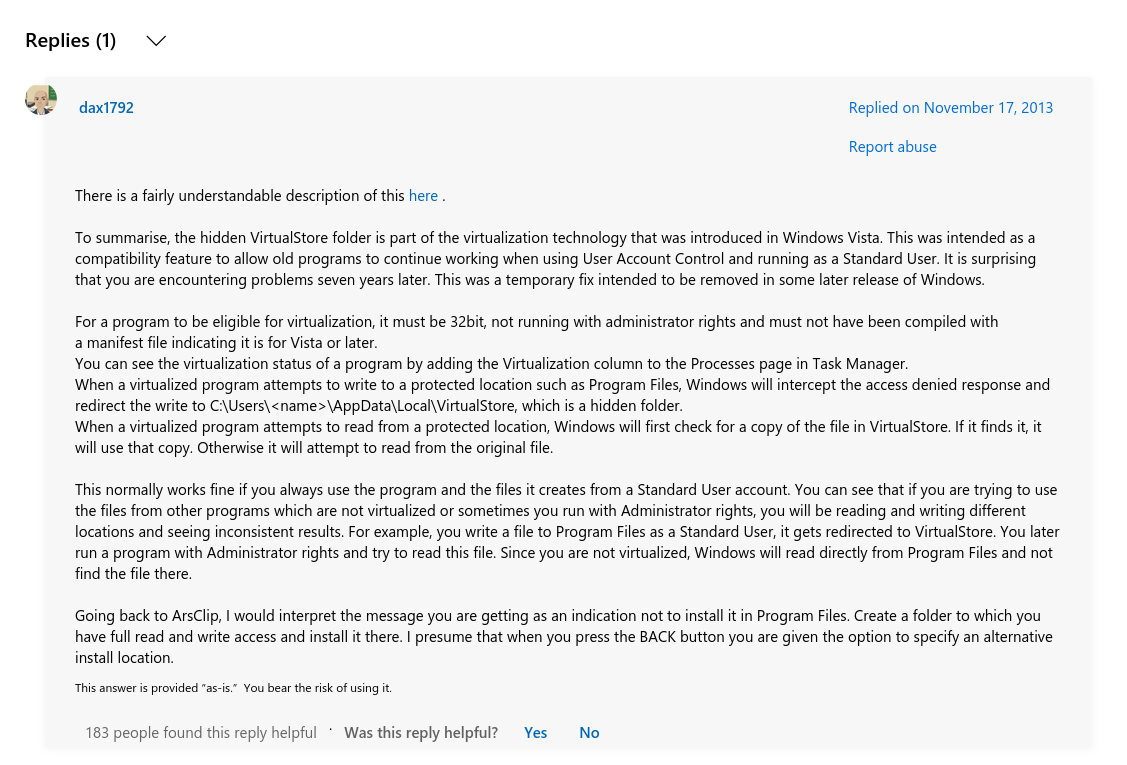 Replies (1)
dax1792
Replied on November 17, 2013
Report abuse
There is a fairly understandable description of this here .
To summarise, the hidden VirtualStore folder is part of the virtualization technology that was introduced in Windows Vista. This was intended as a
compatibility feature to allow old programs to continue working when using User Account Control and running as a Standard User. It is surprising
that you are encountering problems seven years later. This was a temporary fix intended to be removed in some later release of Windows.
For a program to be eligible for virtualization, it must be 32bit, not running with administrator rights and must not have been compiled with
a manifest file indicating it is for Vista or later.
You can see the virtualization status of a program by adding the Virtualization column to the Processes page in Task Manager.
When a virtualized program attempts to write to a protected location such as Program Files, Windows will intercept the access denied response and
redirect the write to C:\Users\<name>\AppData\Local\VirtualStore, which is a hidden folder.
When a virtualized program attempts to read from a protected location, Windows will first check for a copy of the file in VirtualStore. If it finds it, it
will use that copy. Otherwise it will attempt to read from the original file.
This normally works fine if you always use the program and the files it creates from a Standard User account. You can see that if you are trying to use
the files from other programs which are not virtualized or sometimes you run with Administrator rights, you will be reading and writing different
locations and seeing inconsistent results. For example, you write a file to Program Files as a Standard User, it gets redirected to VirtualStore. You later
run a program with Administrator rights and try to read this file. Since you are not virtualized, Windows will read directly from Program Files and not
find the file there.
Going back to ArsClip, I would interpret the message you are getting as an indication not to install it in Program Files. Create a folder to which you
have full read and write access and install it there. I presume that when you press the BACK button you are given the option to specify an alternative
install location.
This answer is provided “as-is.”  You bear the risk of using it.
183 people found this reply helpful · Was this reply helpful? Yes No